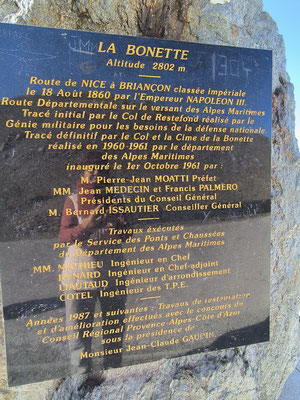 LA BONETTE
Altitude 2802 m
Route de NICE à BRIANÇON classée impériale
le 18 Août 1860 par l'Empereur NAPOLEON III.
Route Départementale sur le versant des Alpes Maritimes
Tracé initial par le Col de Restefond réalisé par le
Génie militaire pour les besoins de la défense nationale
Tracé définitif par le Col et la Cime de la Bonette
réalisé en 1960-1961 par le département
des Alpes Maritimes
inauguré le 1er Octobre 1961 par :
M. Pierre-Jean MOATTI Préfet
MM. Jean MEDECIN et Francis PALMERO
Présidents du Conseil Général
M. Bernard ISSAUTIER Conseiller Général
Travaux éxécutés
par le Service des Ponts et Chaussées
du Département des Alpes Maritimes
MM. MATHIEU Ingénieur en Chef
REYNARD Ingénieur en Chef-adjoint
LIAUTAUD Ingénieur d'arrondissement
COTEL Ingénieur des T.P.E.
Années 1987 et suivantes : Travaux de restauration
et d'amélioration effectués avec le concours du
Conseil Régional Provence-Alpes-Côte d'Azur
sous la présidence de
Monsieur Jean-Claude GAUDIN